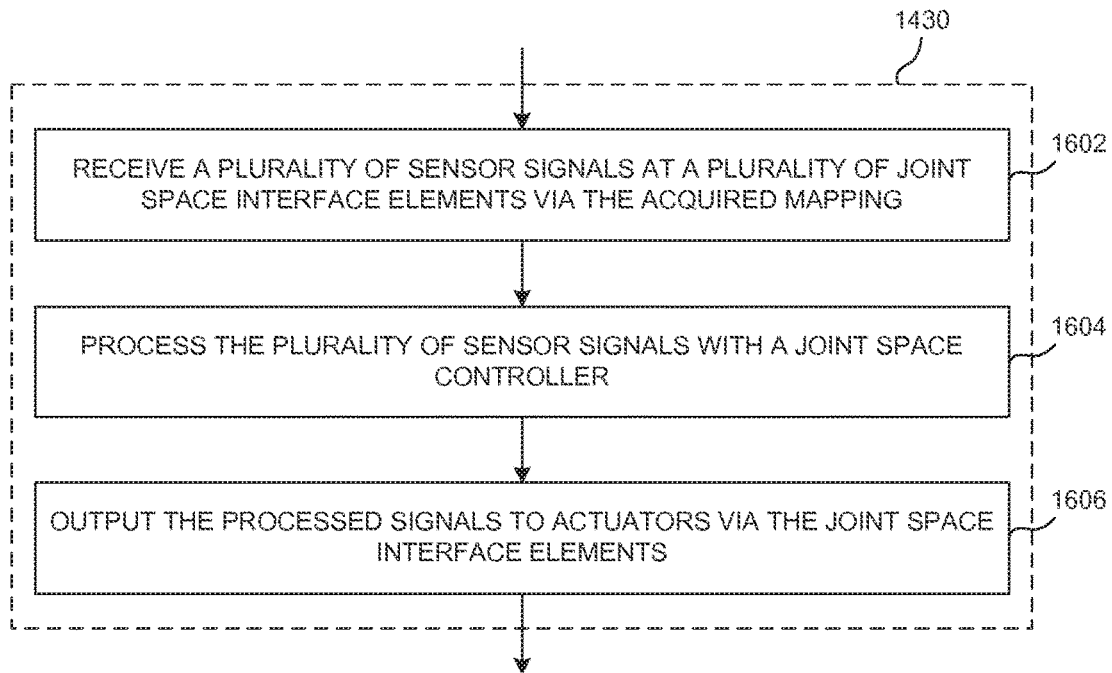 1430
RECEIVE A PLURALITY OF SENSOR SIGNALS AT A PLURALITY OF JOINT
SPACE INTERFACE ELEMENTS VIA THE ACQUIRED MAPPING
1602
PROCESS THE PLURALITY OF SENSOR SIGNALS WITH A JOINT SPACE
CONTROLLER
1604
OUTPUT THE PROCESSED SIGNALS TO ACTUATORS VIA THE JOINT SPACE
INTERFACE ELEMENTS
1606